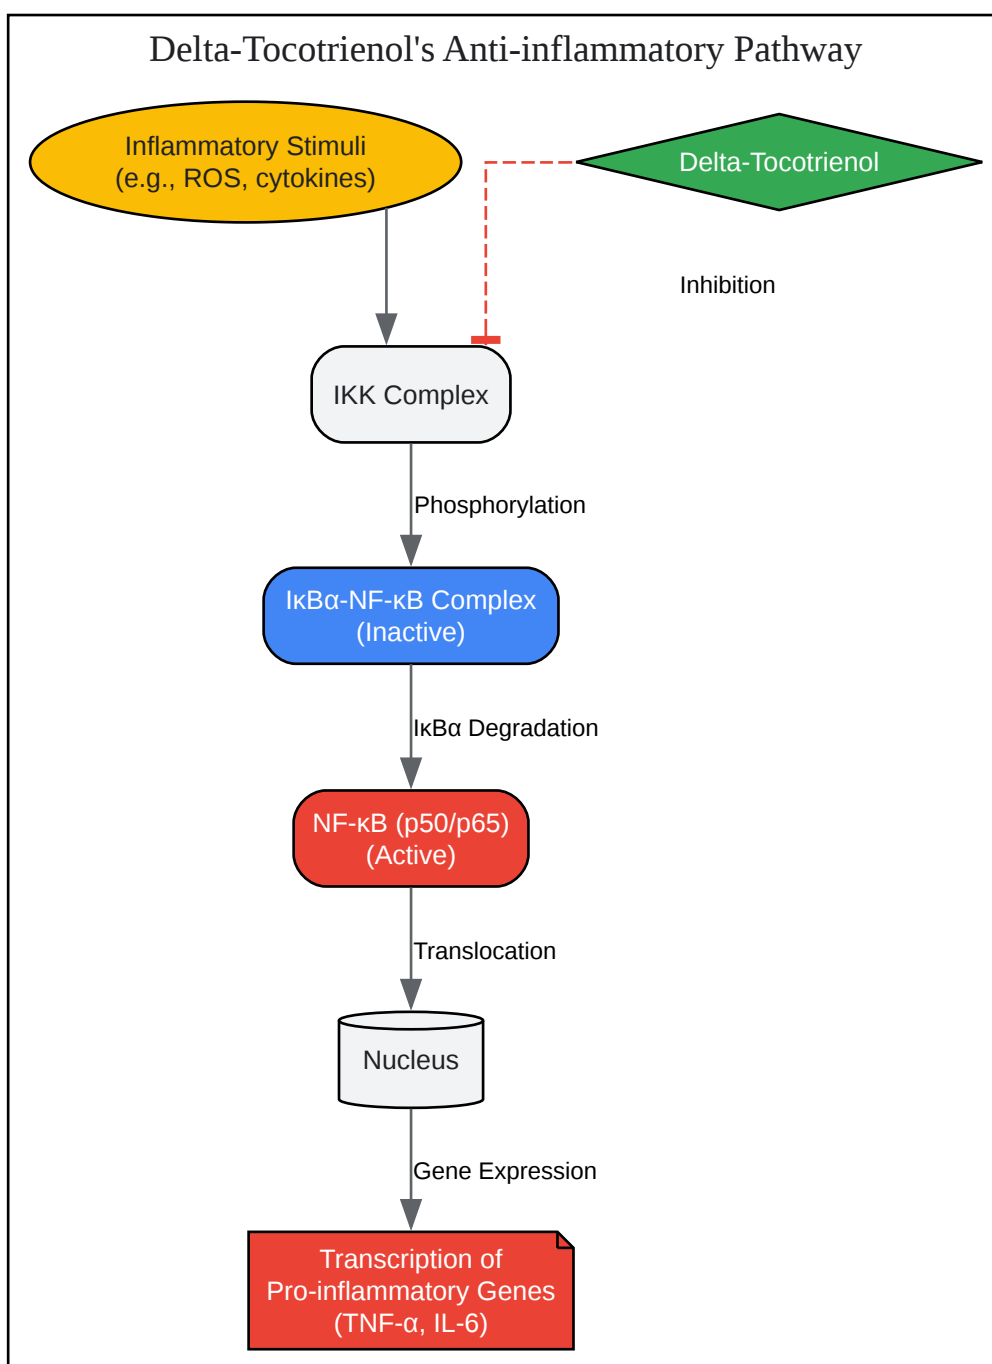 Delta-Tocotrienol's Anti-inflammatory Pathway
Inflammatory Stimuli
(e.g., ROS, cytokines)
Delta-Tocotrienol
Inhibition
IKK Complex
Phosphorylation
IκBα-NF-κB Complex
(Inactive)
IκBα Degradation
NF-κB (p50/p65)
(Active)
Translocation
Nucleus
Gene Expression
Transcription of
Pro-inflammatory Genes
(TNF-α, IL-6)